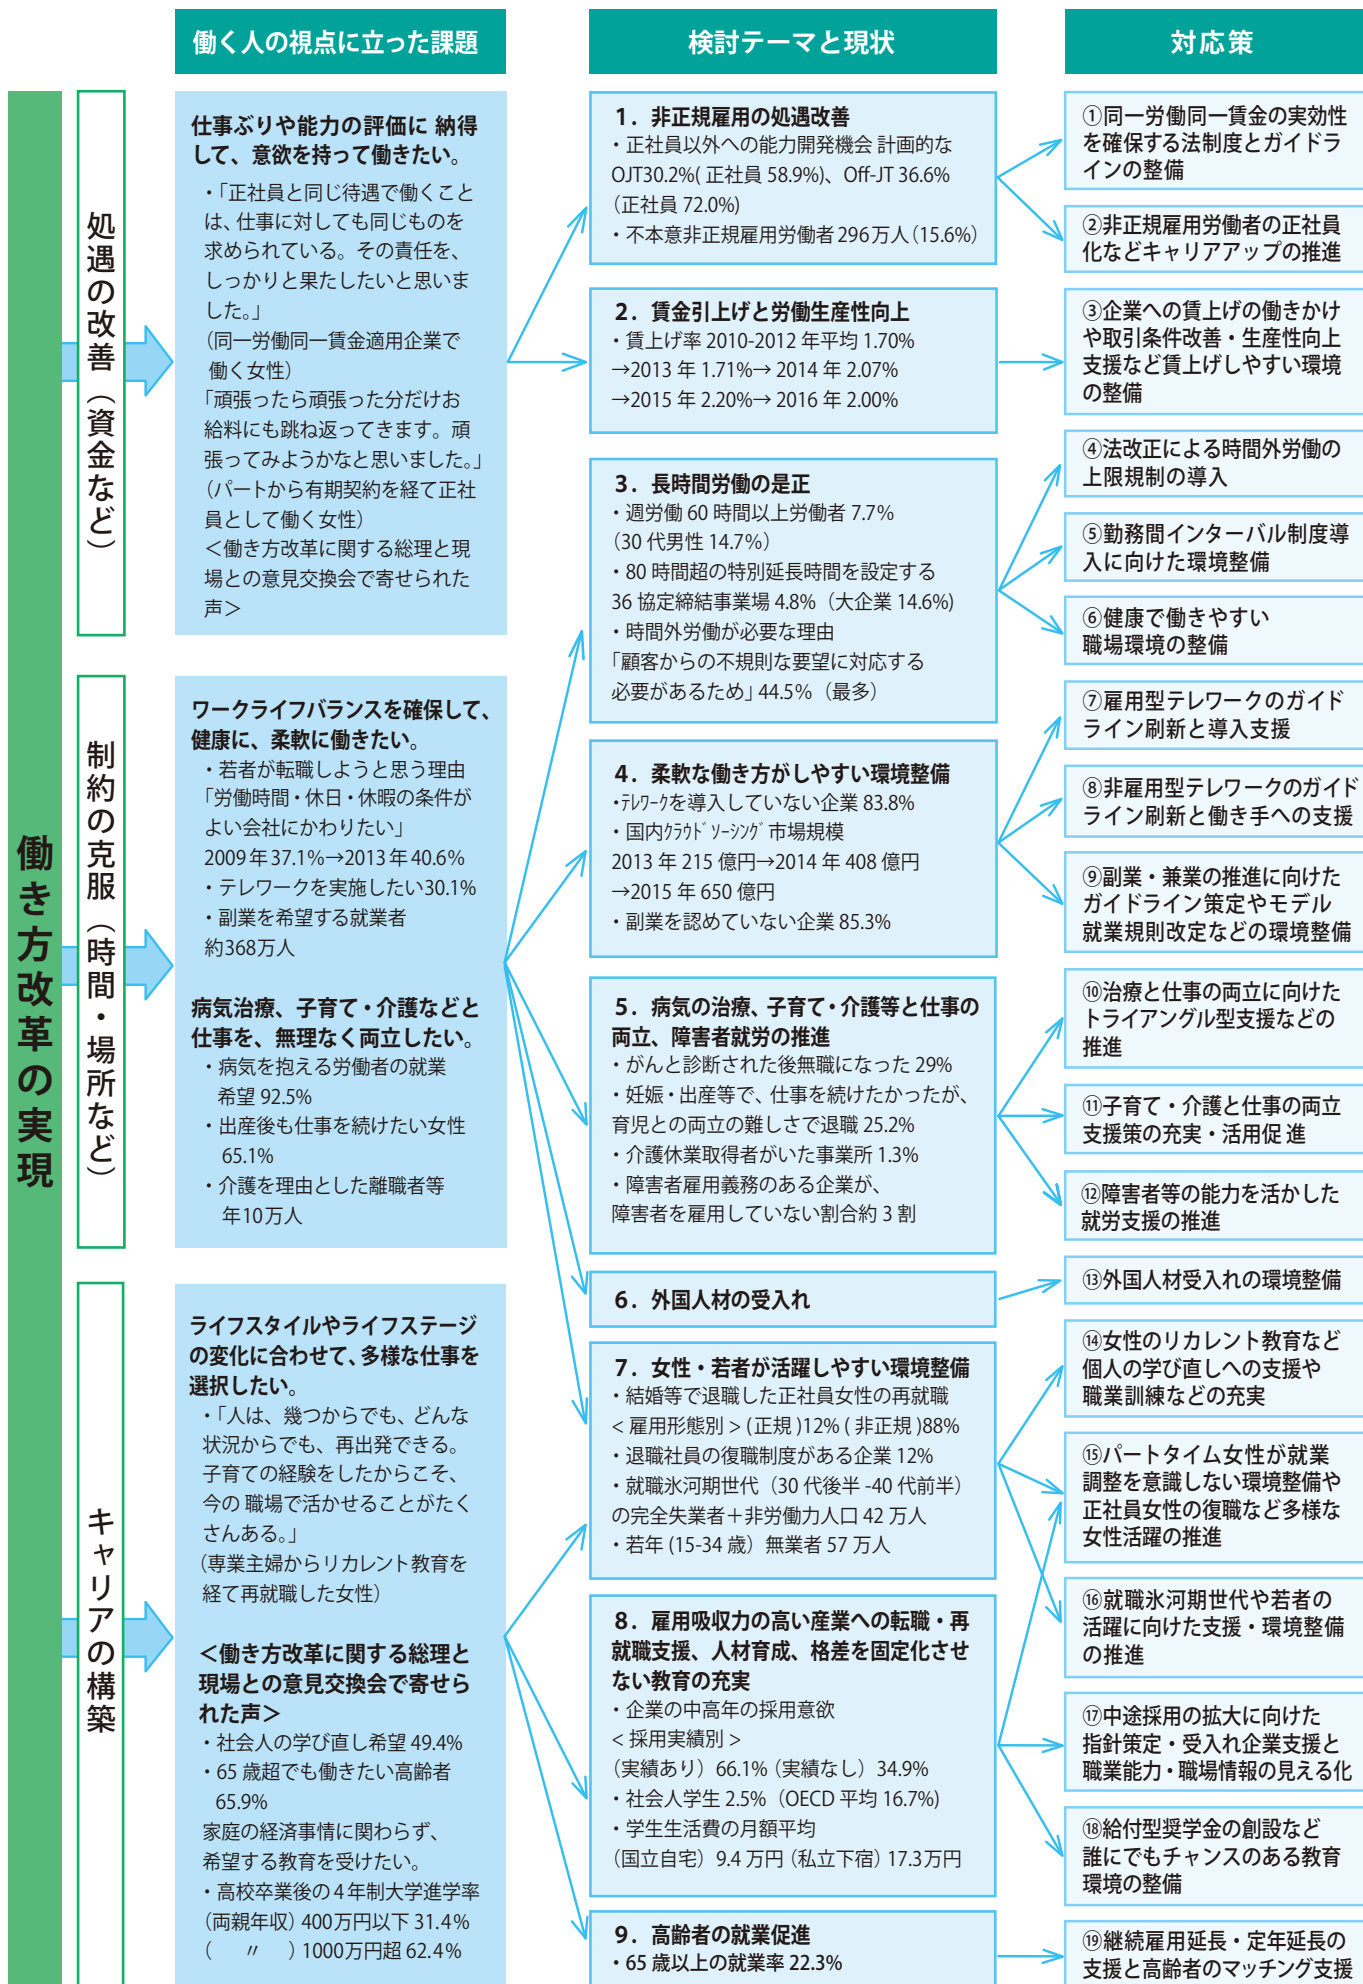 働く人の視点に立った課題
検討テーマと現状
対応策
働き方改革の実現
処遇の改善（資金など）
仕事ぶりや能力の評価に 納得
して、意欲を持って働きたい。
・「正社員と同じ待遇で働くこと
は、仕事に対しても同じものを
求められている。その責任を、
しっかりと果たしたいと思いま
した。」
（同一労働同一賃金適用企業で
働く女性）
「頑張ったら頑張った分だけお
給料にも跳ね返ってきます。頑
張ってみようかなと思いました。」
（パートから有期契約を経て正社
員として働く女性）
＜働き方改革に関する総理と現
場との意見交換会で寄せられた
声＞
制約の克服（時間・場所など）
ワークライフバランスを確保して、
健康に、柔軟に働きたい。
・若者が転職しようと思う理由
「労働時間・休日・休暇の条件が
よい会社にかわりたい」
2009年37.1%→2013年40.6%
・テレワークを実施したい30.1%
・副業を希望する就業者
約368万人
病気治療、子育て・介護などと
仕事を、無理なく両立したい。
・病気を抱える労働者の就業
希望 92.5%
・出産後も仕事を続けたい女性
65.1%
・介護を理由とした離職者等
年10万人
キャリアの構築
ライフスタイルやライフステージ
の変化に合わせて、多様な仕事を
選択したい。
・「人は、幾つからでも、どんな
状況からでも、再出発できる。
子育ての経験をしたからこそ、
今の 職場で活かせることがたく
さんある。」
（専業主婦からリカレント教育を
経て再就職した女性）
＜働き方改革に関する総理と
現場との意見交換会で寄せら
れた声＞
・社会人の学び直し希望 49.4%
・65 歳超でも働きたい高齢者
65.9%
家庭の経済事情に関わらず、
希望する教育を受けたい。
・高校卒業後の4年制大学進学率
（両親年収）400万円以下 31.4%
（　〃　）1000万円超 62.4%
1．非正規雇用の処遇改善
・正社員以外への能力開発機会 計画的な
OJT30.2%( 正社員 58.9%)、Off-JT 36.6%
（正社員 72.0%)
・不本意非正規雇用労働者296万人（15.6%）
2．賃金引上げと労働生産性向上
・賃上げ率 2010-2012 年平均 1.70%
→2013 年 1.71%→ 2014 年 2.07%
→2015 年 2.20%→ 2016 年 2.00%
3．長時間労働の是正
・週労働 60 時間以上労働者 7.7%
（30 代男性 14.7%）
・80 時間超の特別延長時間を設定する
36 協定締結事業場 4.8%（大企業 14.6%)
・時間外労働が必要な理由
「顧客からの不規則な要望に対応する
必要があるため」44.5%（最多）
4．柔軟な働き方がしやすい環境整備
・ﾃﾚﾜｰｸを導入していない企業 83.8%
・国内ｸﾗｳﾄﾞｿｰｼﾝｸﾞ市場規模
2013 年 215 億円→2014 年 408 億円
→2015 年 650 億円
・副業を認めていない企業 85.3%
5．病気の治療、子育て・介護等と仕事の
両立、障害者就労の推進
・がんと診断された後無職になった 29%
・妊娠・出産等で、仕事を続けたかったが、
育児との両立の難しさで退職 25.2%
・介護休業取得者がいた事業所 1.3%
・障害者雇用義務のある企業が、
障害者を雇用していない割合約 3 割
6．外国人材の受入れ
7．女性・若者が活躍しやすい環境整備
・結婚等で退職した正社員女性の再就職
< 雇用形態別 > (正規 )12% ( 非正規 )88%
・退職社員の復職制度がある企業 12%
・就職氷河期世代（30 代後半 -40 代前半）
の完全失業者＋非労働力人口 42 万人
・若年 (15-34 歳）無業者 57 万人
8．雇用吸収力の高い産業への転職・再
就職支援、人材育成、格差を固定化させ
ない教育の充実
・企業の中高年の採用意欲
< 採用実績別 >
（実績あり）66.1%（実績なし）34.9%
・社会人学生 2.5%（OECD 平均 16.7%)
・学生生活費の月額平均
（国立自宅）9.4 万円（私立下宿）17.3万円
9．高齢者の就業促進
・65 歳以上の就業率 22.3%
①同一労働同一賃金の実効性
を確保する法制度とガイドラ
インの整備
②非正規雇用労働者の正社員
化などキャリアアップの推進
③企業への賃上げの働きかけ
や取引条件改善・生産性向上
支援など賃上げしやすい環境
の整備
④法改正による時間外労働の
上限規制の導入
⑤勤務間インターバル制度導
入に向けた環境整備
⑥健康で働きやすい
職場環境の整備
⑦雇用型テレワークのガイド
ライン刷新と導入支援
⑧非雇用型テレワークのガイド
ライン刷新と働き手への支援
⑨副業・兼業の推進に向けた
ガイドライン策定やモデル
就業規則改定などの環境整備
⑩治療と仕事の両立に向けた
トライアングル型支援などの
推進
⑪子育て・介護と仕事の両立
支援策の充実・活用促 進
⑫障害者等の能力を活かした
就労支援の推進
⑬外国人材受入れの環境整備
⑭女性のリカレント教育など
個人の学び直しへの支援や
職業訓練などの充実
⑮パートタイム女性が就業
調整を意識しない環境整備や
正社員女性の復職など多様な
女性活躍の推進
⑯就職氷河期世代や若者の
活躍に向けた支援・環境整備
の推進
⑰中途採用の拡大に向けた
指針策定・受入れ企業支援と
職業能力・職場情報の見える化
⑱給付型奨学金の創設など
誰にでもチャンスのある教育
環境の整備
⑲継続雇用延長・定年延長の
支援と高齢者のマッチング支援